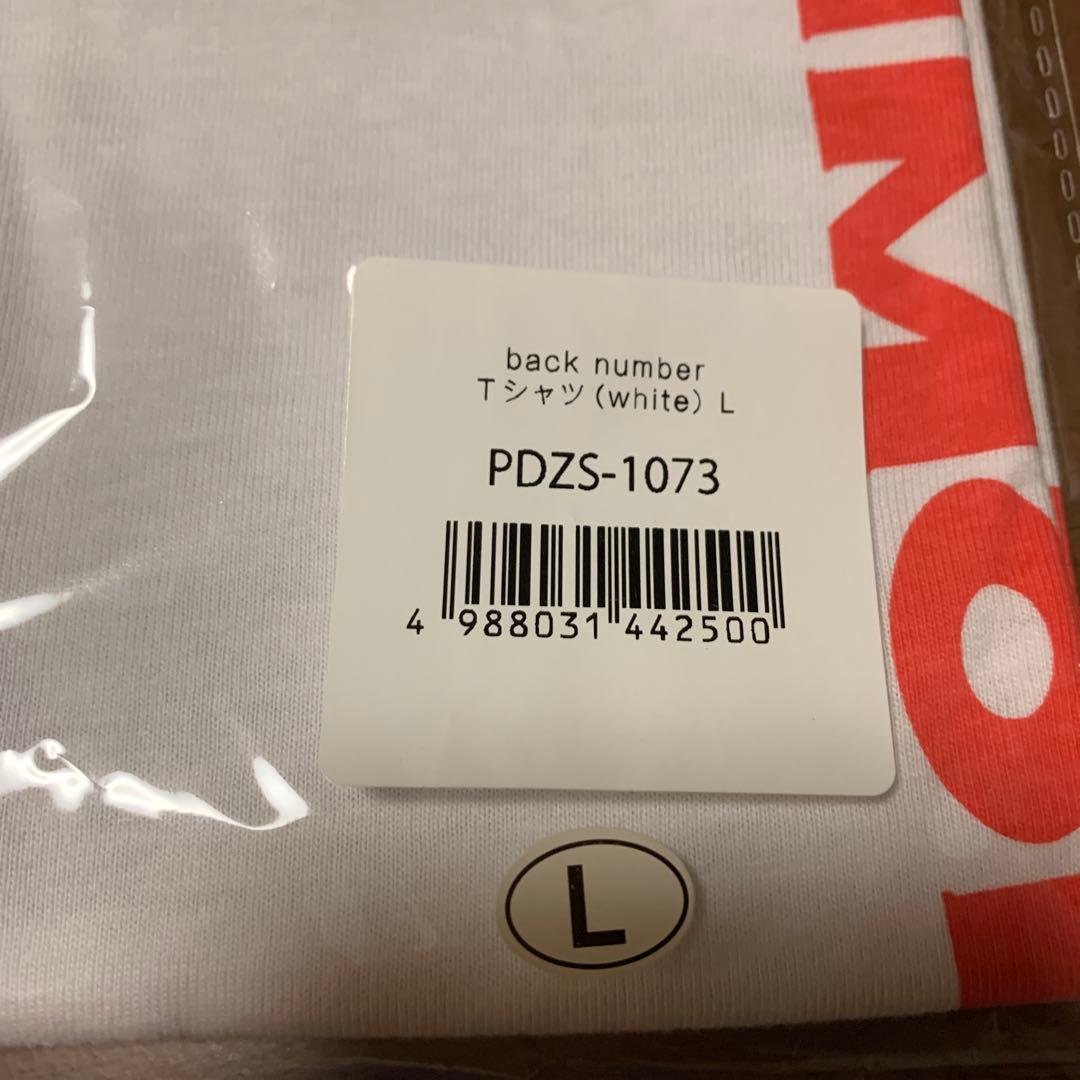 back number
Tシャツ(white) L
PDZS-1073
4 988031 442500
L